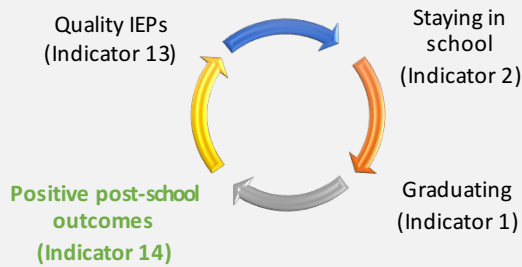 Quality IEPs
(Indicator 13)
Staying in
school
(Indicator 2)
Positive post-school
outcomes
(Indicator 14)
Graduating
(Indicator 1)